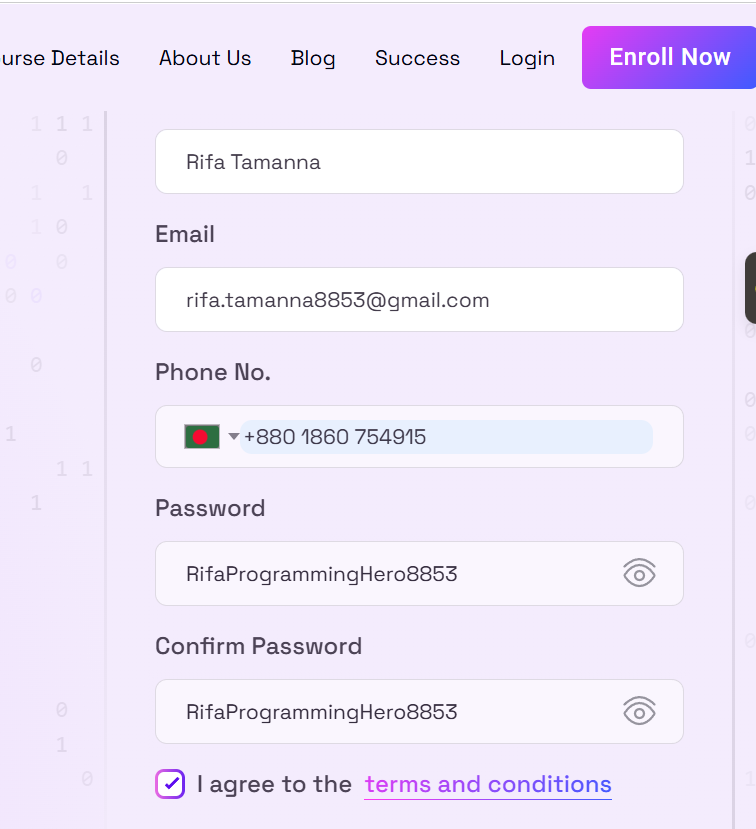 urse Details About Us Blog Success Login Enroll Now
Rifa Tamanna
Email
rifa.tamanna8853@gmail.com
Phone No.
+880 1860 754915
Password
RifaProgrammingHero8853
Confirm Password
RifaProgrammingHero8853
I agree to the terms and conditions